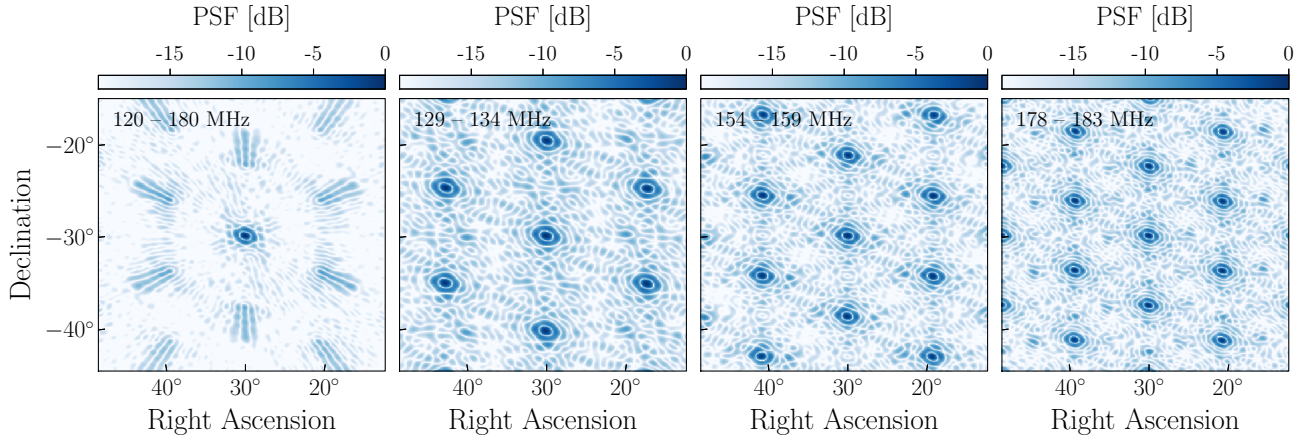 PSF [dB] PSF [dB] PSF [dB] PSF [dB]
-15 -10 -5 0 -15 -10 -5 0 -15 -10 -5 0 -15 -10 -5 0
120 – 180 MHz 129 – 134 MHz 154 – 159 MHz 178 – 183 MHz
−20°
−30°
−40°
Declination
40° 30° 20° 40° 30° 20° 40° 30° 20° 40° 30° 20°
Right Ascension Right Ascension Right Ascension Right Ascension